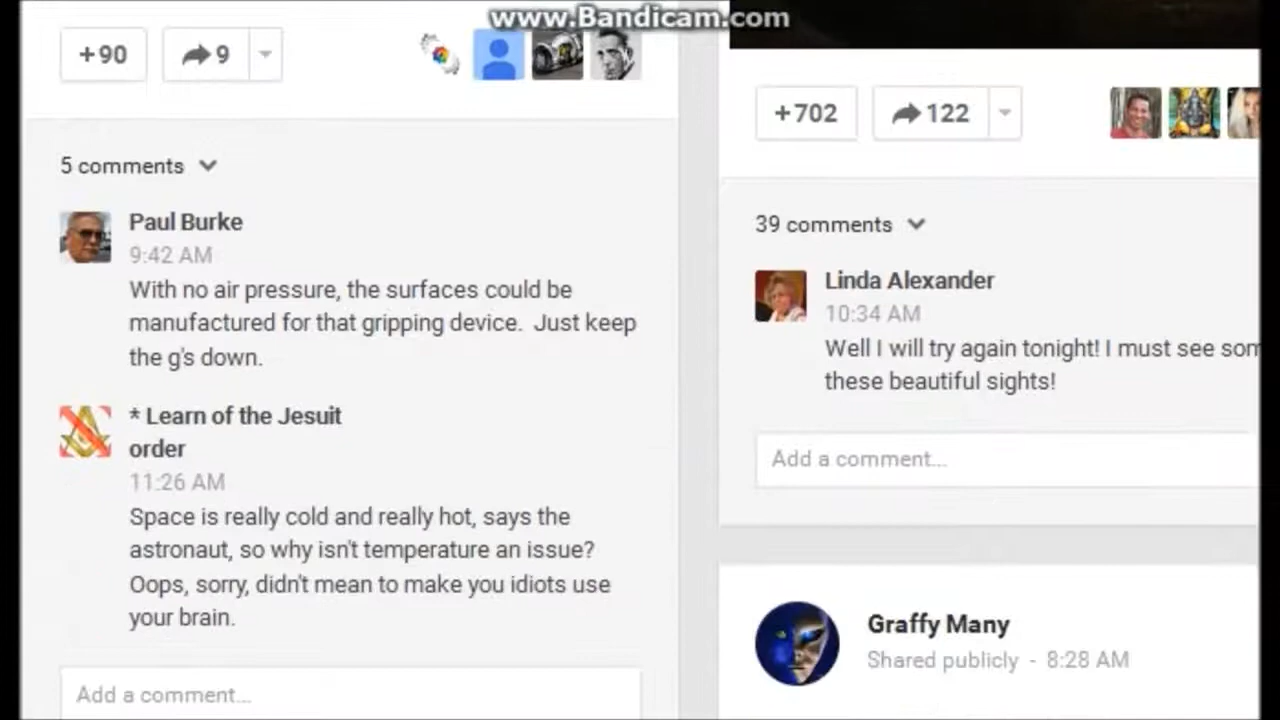 www.Bandicam.com
+90
9
5 comments
Paul Burke
9:42 AM
With no air pressure, the surfaces could be
manufactured for that gripping device.  Just keep
the g's down.
* Learn of the Jesuit
order
11:26 AM
Space is really cold and really hot, says the
astronaut, so why isn't temperature an issue?
Oops, sorry, didn't mean to make you idiots use
your brain.
Add a comment...
+702
122
39 comments
Linda Alexander
10:34 AM
Well I will try again tonight! I must see som
these beautiful sights!
Add a comment...
Graffy Many
Shared publicly - 8:28 AM